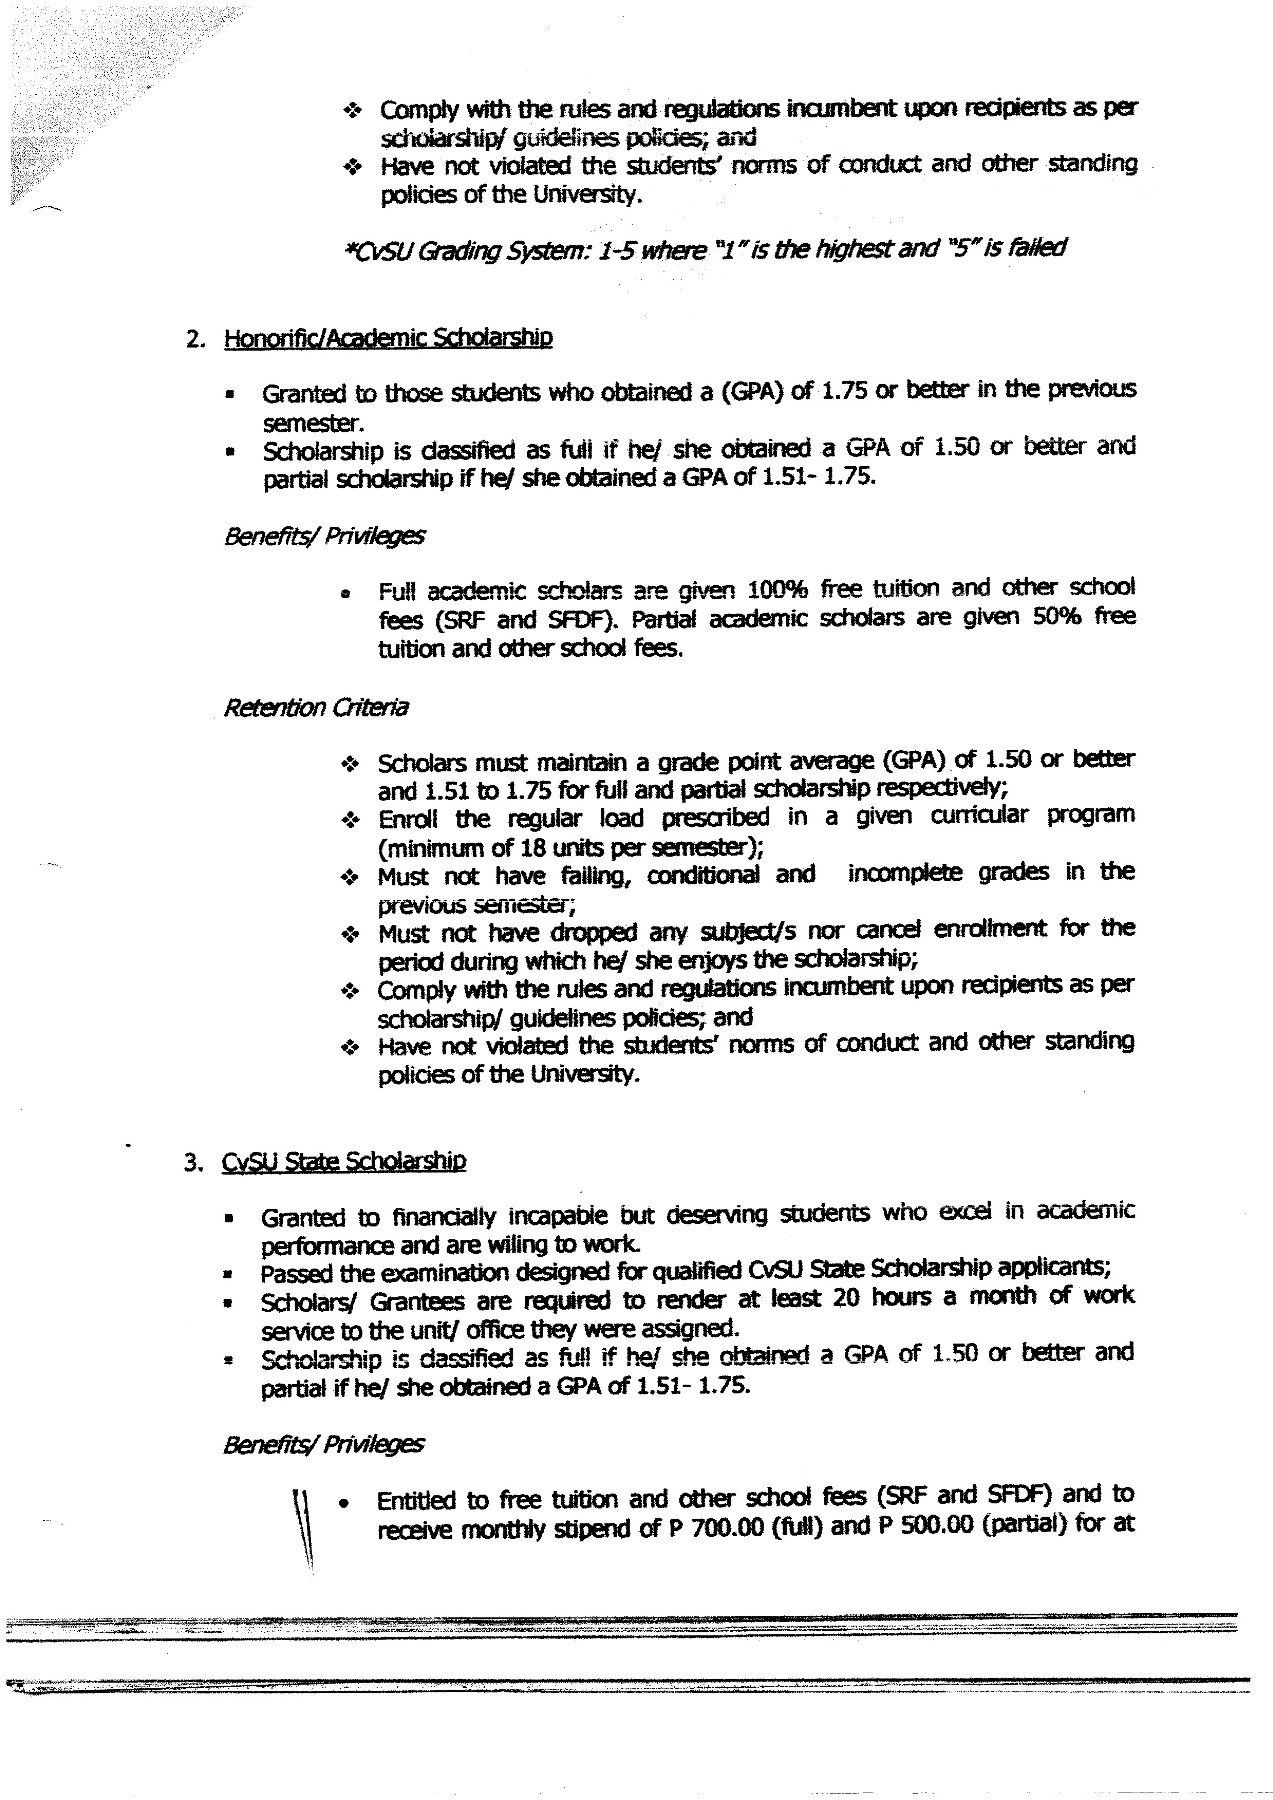 ❖ Comply with the rules and regulations incumbent upon recipients as per
scholarship/ guidelines policies; and
❖ Have not violated the students' norms of conduct and other standing
policies of the University.
*CvSU Grading System: 1-5 where "1" is the highest and "5" is failed
2. Honorific/Academic Scholarship
▪ Granted to those students who obtained a (GPA) of 1.75 or better in the previous
semester.
▪ Scholarship is classified as full if he/ she obtained a GPA of 1.50 or better and
partial scholarship if he/ she obtained a GPA of 1.51- 1.75.
Benefits/ Privileges
• Full academic scholars are given 100% free tuition and other school
fees (SRF and SFDF). Partial academic scholars are given 50% free
tuition and other school fees.
Retention Criteria
❖ Scholars must maintain a grade point average (GPA) of 1.50 or better
and 1.51 to 1.75 for full and partial scholarship respectively;
❖ Enroll the regular load prescribed in a given curricular program
(minimum of 18 units per semester);
❖ Must not have failing, conditional and incomplete grades in the
previous semester;
❖ Must not have dropped any subject/s nor cancel enrollment for the
period during which he/ she enjoys the scholarship;
❖ Comply with the rules and regulations incumbent upon recipients as per
scholarship/ guidelines policies; and
❖ Have not violated the students' norms of conduct and other standing
policies of the University.
3. CvSU State Scholarship
▪ Granted to financially incapable but deserving students who excel in academic
performance and are wiling to work.
▪ Passed the examination designed for qualified CvSU State Scholarship applicants;
▪ Scholars/ Grantees are required to render at least 20 hours a month of work
service to the unit/ office they were assigned.
▪ Scholarship is classified as full if he/ she obtained a GPA of 1.50 or better and
partial if he/ she obtained a GPA of 1.51- 1.75.
Benefits/ Privileges
• Entitled to free tuition and other school fees (SRF and SFDF) and to
receive monthly stipend of P 700.00 (full) and P 500.00 (partial) for at